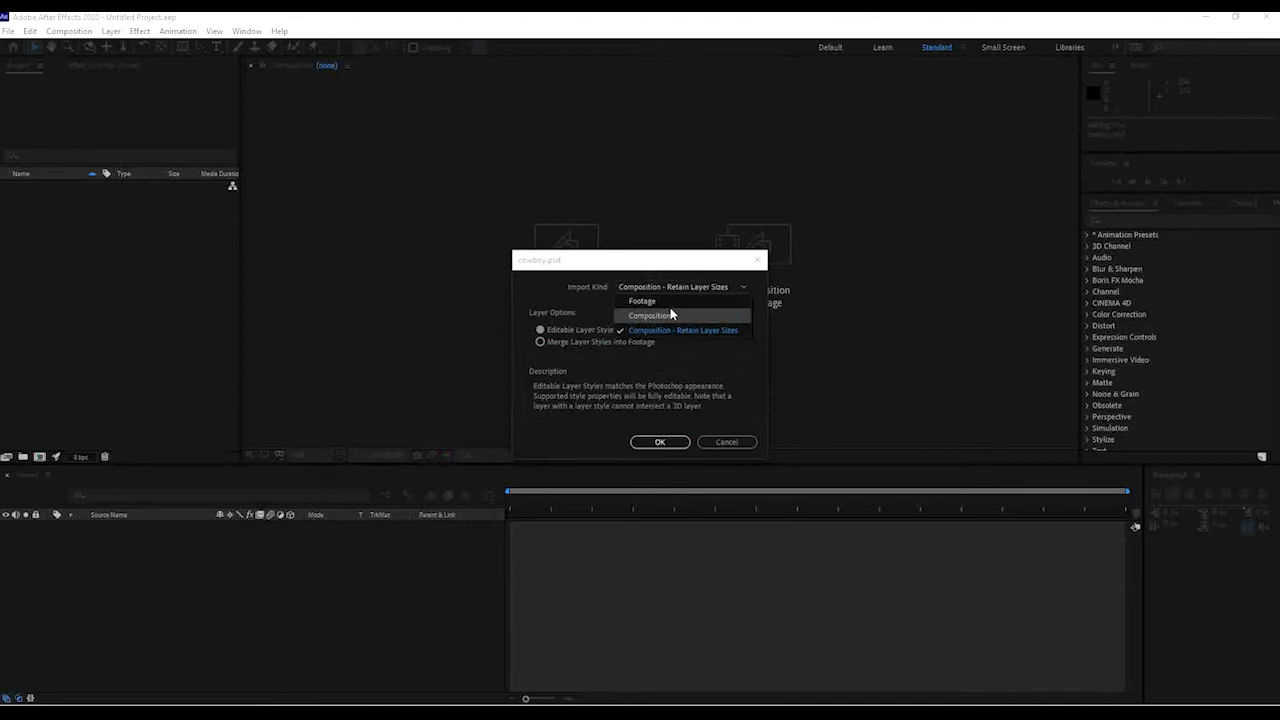 Adobe After Effects 2020 - Untitled Project.aep
File Edit Composition Layer Effect Animation View Window Help
Default Learn Standard Small Screen Libraries
Project
(none)
Name Type Size Media Duratio
cowboy.psd
Import Kind: Composition - Retain Layer Sizes
Footage
Composition
Composition - Retain Layer Sizes
Layer Options
Editable Layer Style
Merge Layer Styles into Footage
Description
Editable Layer Styles matches the Photoshop appearance.
Supported style properties will be fully editable. Note that a
layer with a layer style cannot intersect a 3D layer.
OK Cancel
* Animation Presets
3D Channel
Audio
Blur & Sharpen
Boris FX Mocha
Channel
CINEMA 4D
Color Correction
Distort
Expression Controls
Generate
Immersive Video
Keying
Matte
Noise & Grain
Obsolete
Perspective
Simulation
Stylize
8 bpc
Source Name Mode T TrkMat Parent & Link